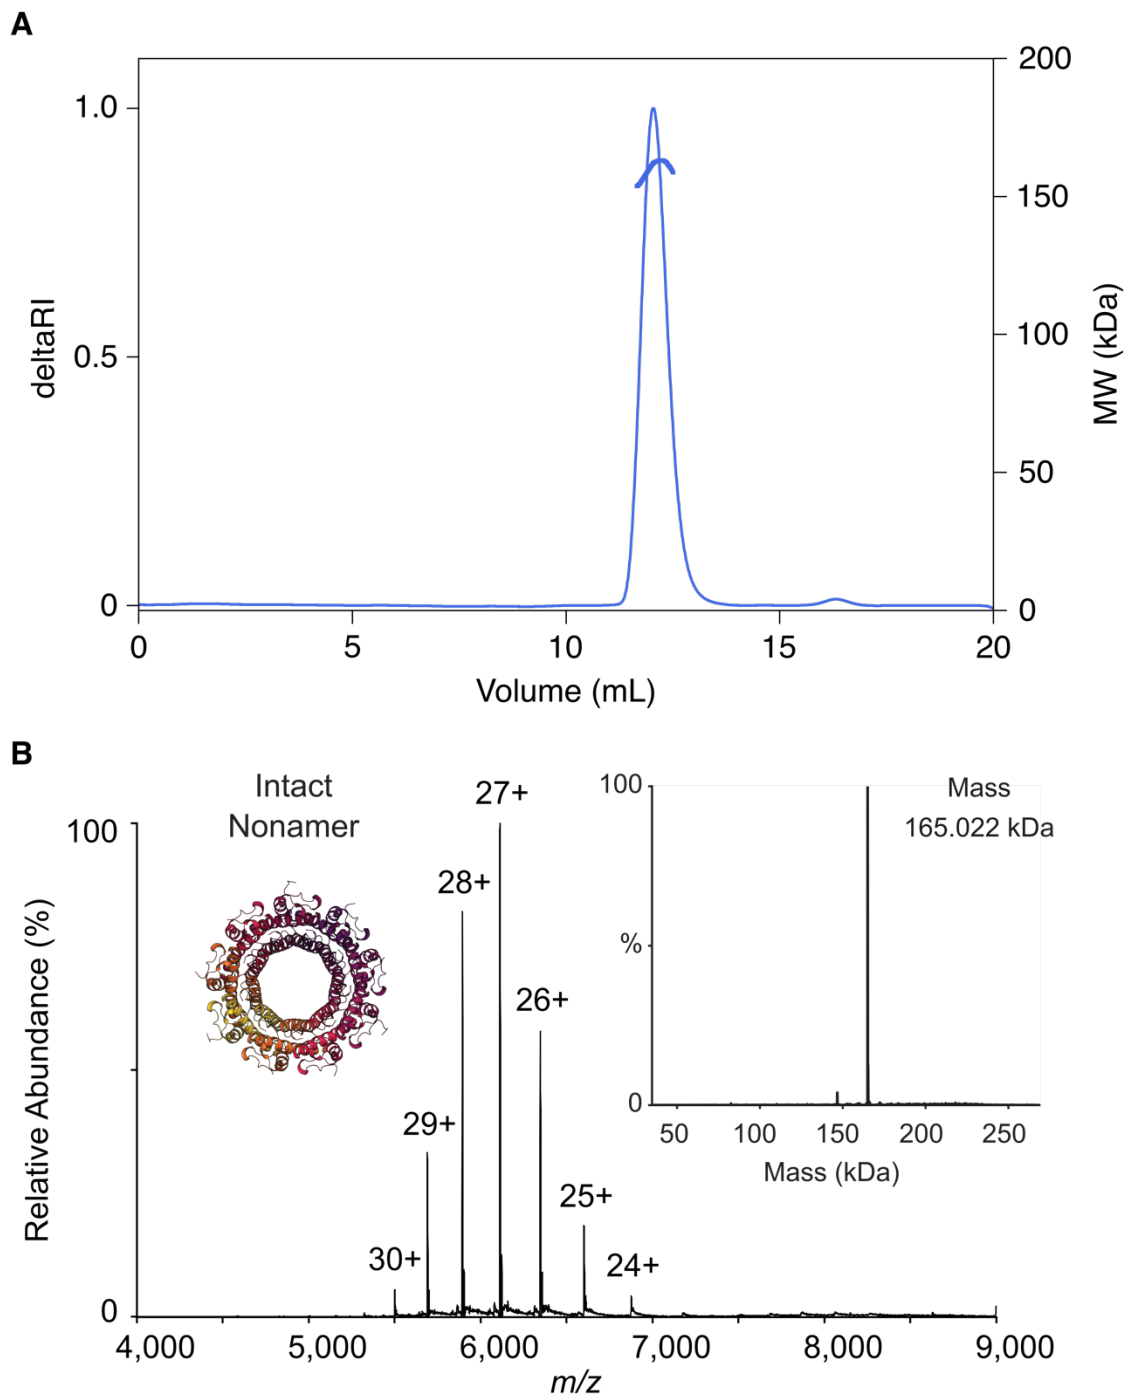 A
200
1.0
150
deltaRI
0.5
100
MW (kDa)
50
0
0
0 5 10 15 20
Volume (mL)
B
Intact
Nonamer
27+
100
28+
26+
29+
25+
30+
24+
0
Relative Abundance (%)
4,000 5,000 6,000 7,000 8,000 9,000
m/z
100
Mass
165.022 kDa
%
0
50 100 150 200 250
Mass (kDa)